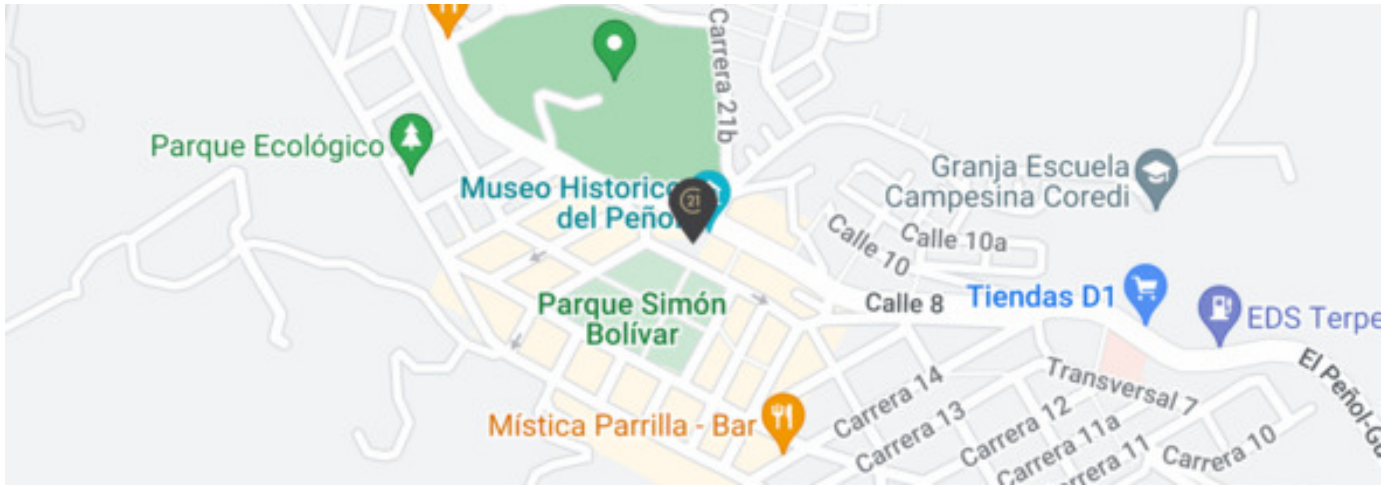 Carrera 21b
Parque Ecológico
Museo Historico
del Peñol
21
Granja Escuela
Campesina Coredi
Calle 10a
Calle 10
Parque Simón
Bolívar
Calle 8
Tiendas D1
EDS Terpe
El Peñol-Gu
Transversal 7
Mística Parrilla - Bar
Carrera 14
Carrera 13
Carrera 12
Carrera 11a
Carrera 11
Carrera 10